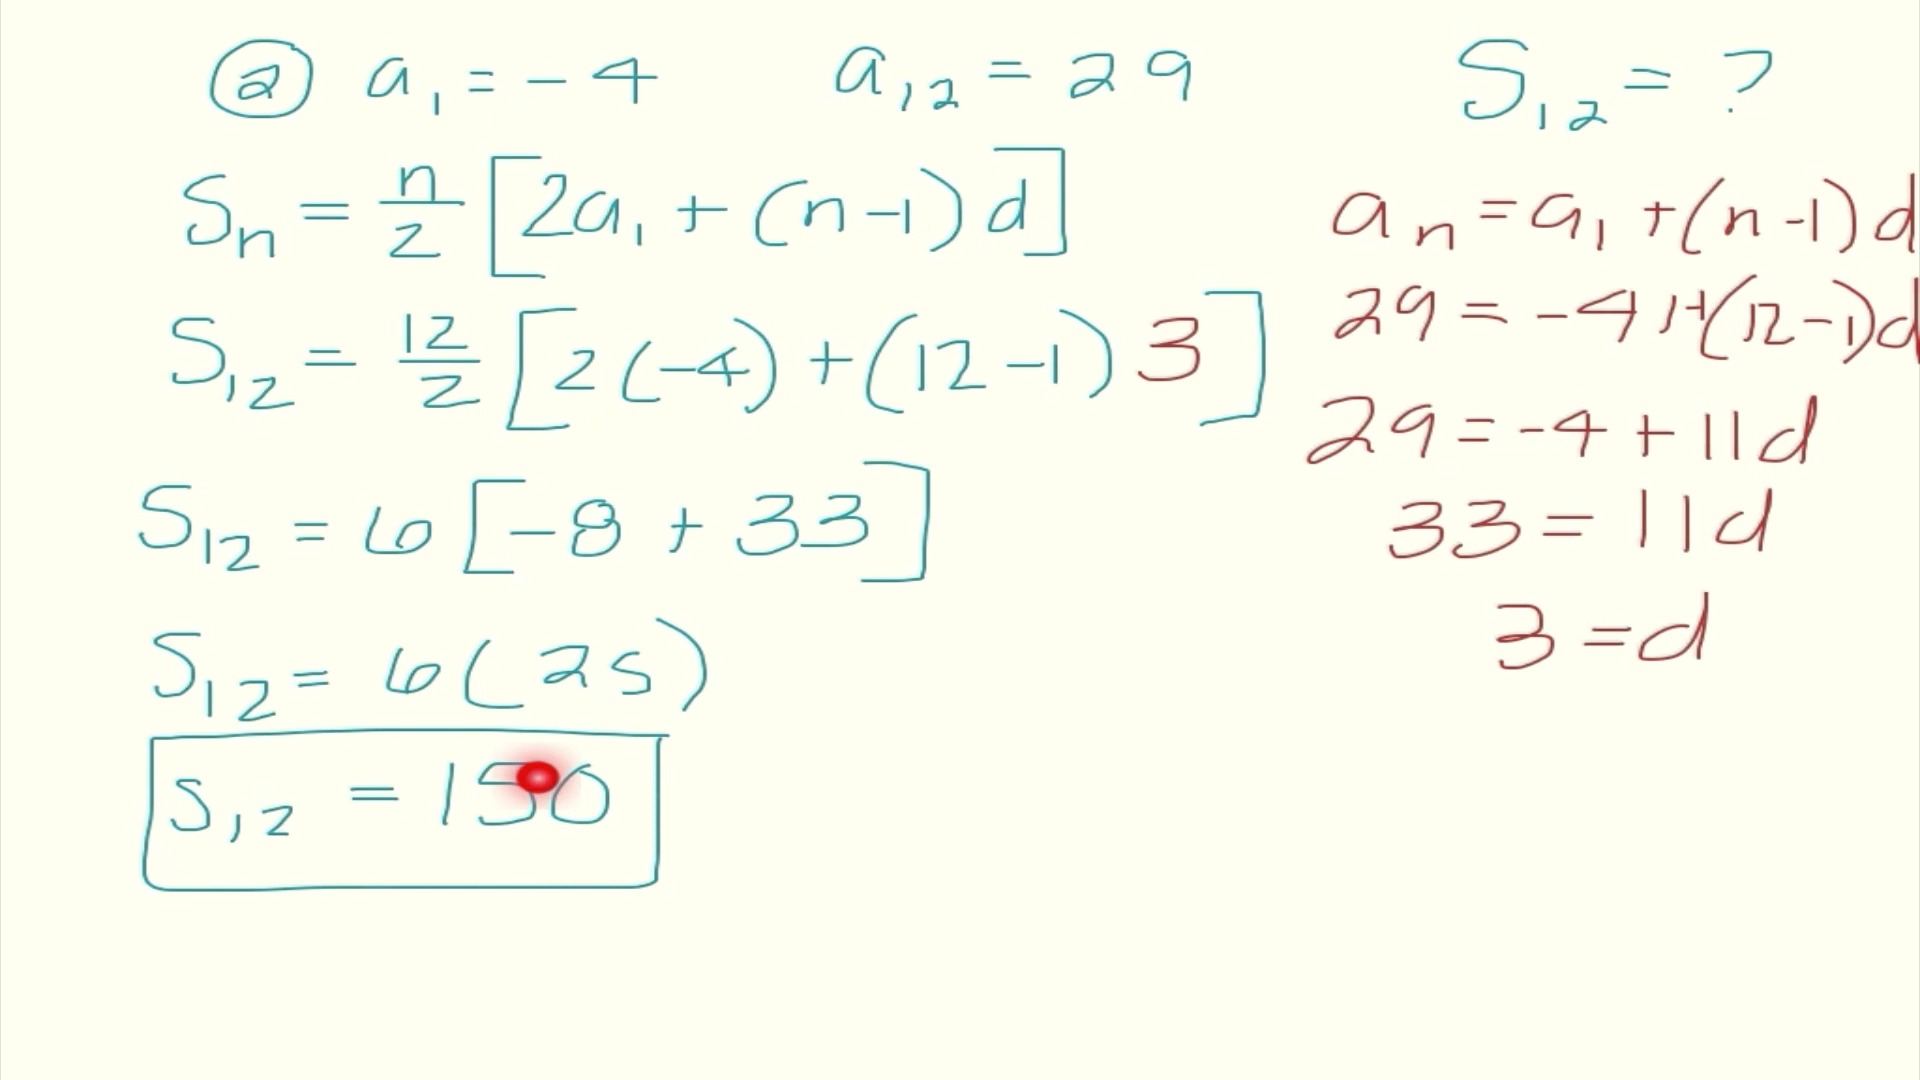 ② a₁ = -4 a₁₂ = 29 S₁₂ = ?
Sₙ = n/2 [2a₁ + (n-1)d]
S₁₂ = 12/2 [2(-4) + (12-1)3]
S₁₂ = 6[-8 + 33]
S₁₂ = 6(25)
S₁₂ = 150
aₙ = a₁ + (n-1)d
29 = -4 + (12-1)d
29 = -4 + 11d
33 = 11d
3 = d